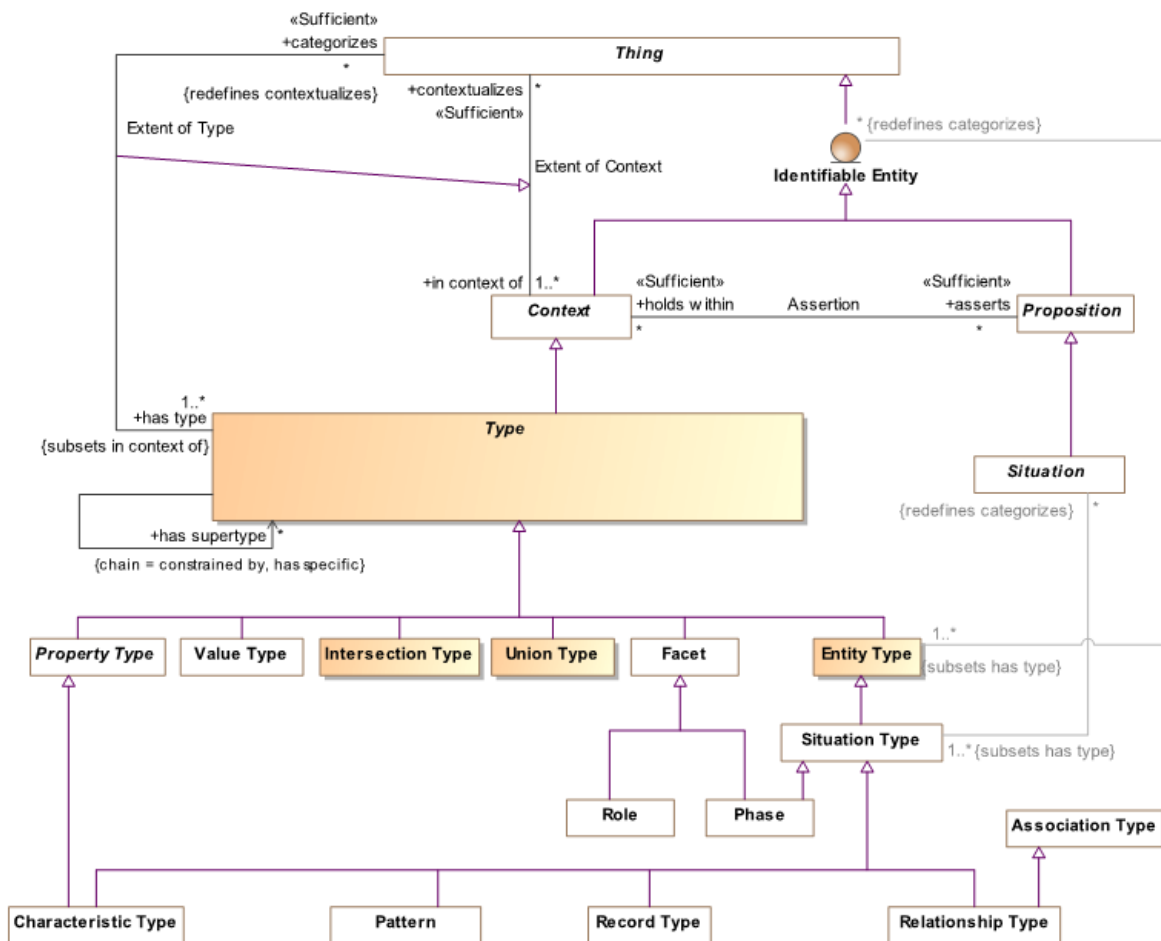 «Sufficient»
+categorizes
*
Thing
{redefines contextualizes}
+contextualizes
*
«Sufficient»
* {redefines categorizes}
Extent of Type
Extent of Context
Identifiable Entity
+in context of
1..*
«Sufficient»
+holds within
*
Assertion
«Sufficient»
+asserts
*
Context
Proposition
1..*
+has type
{subsets in context of}
Type
Situation
{redefines categorizes}
*
+has supertype
*
{chain = constrained by, has specific}
Property Type
Value Type
Intersection Type
Union Type
Facet
Entity Type
1..*
{subsets has type}
Situation Type
1..* {subsets has type}
Role
Phase
Association Type
Characteristic Type
Pattern
Record Type
Relationship Type